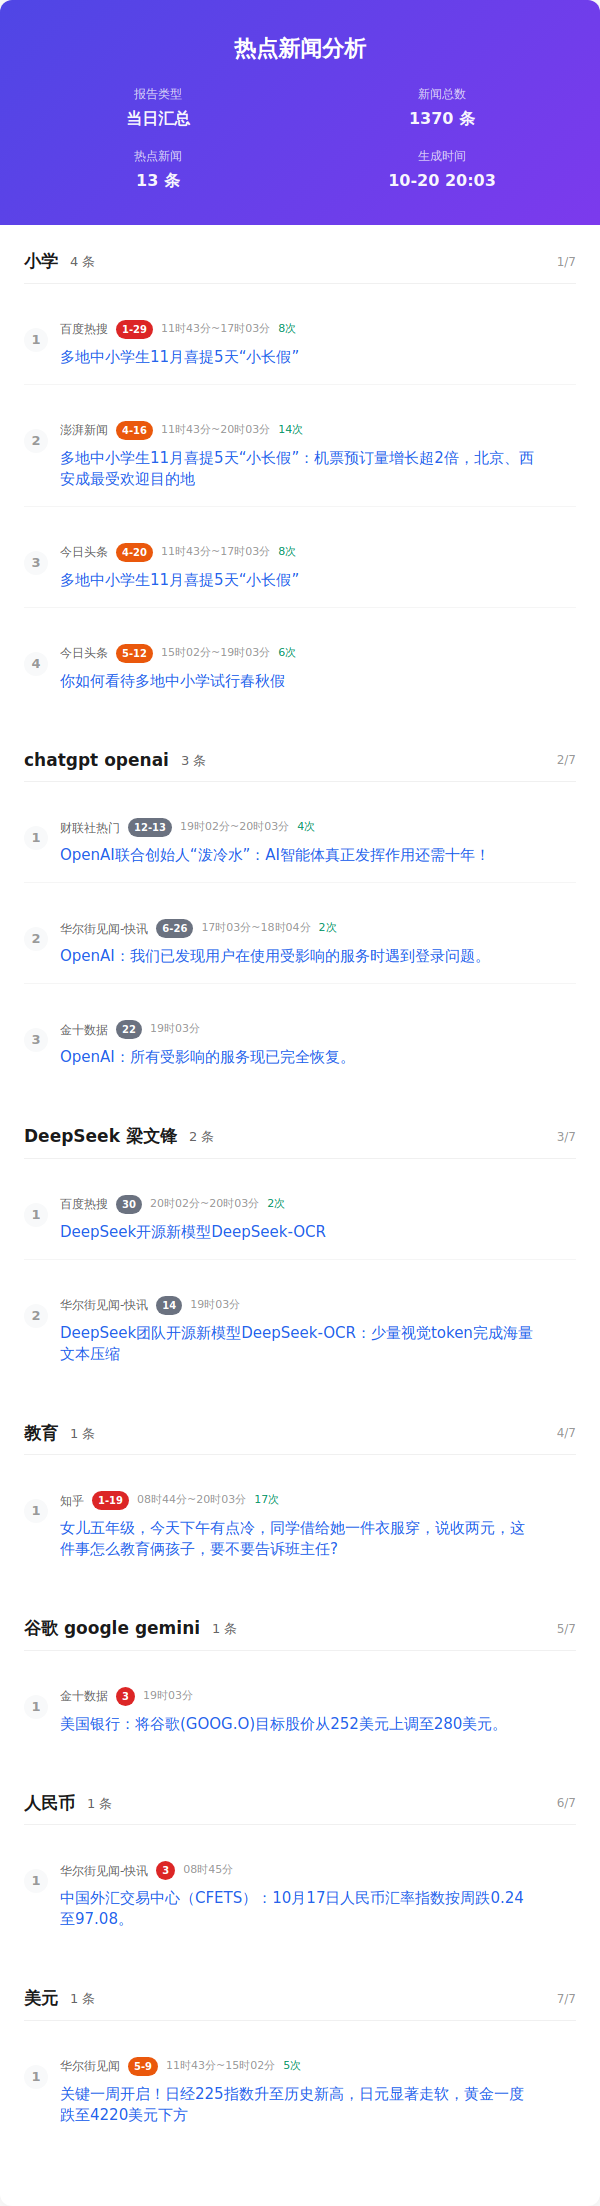 热点新闻分析
报告类型
新闻总数
当日汇总
1370 条
热点新闻
生成时间
13 条
10-20 20:03
小学 4 条 1/7
1
百度热搜 1-29 11时43分~17时03分 8次
多地中小学生11月喜提5天“小长假”
2
澎湃新闻 4-16 11时43分~20时03分 14次
多地中小学生11月喜提5天“小长假”：机票预订量增长超2倍，北京、西
安成最受欢迎目的地
3
今日头条 4-20 11时43分~17时03分 8次
多地中小学生11月喜提5天“小长假”
4
今日头条 5-12 15时02分~19时03分 6次
你如何看待多地中小学试行春秋假
chatgpt openai 3 条 2/7
1
财联社热门 12-13 19时02分~20时03分 4次
OpenAI联合创始人“泼冷水”：AI智能体真正发挥作用还需十年！
2
华尔街见闻-快讯 6-26 17时03分~18时04分 2次
OpenAI：我们已发现用户在使用受影响的服务时遇到登录问题。
3
金十数据 22 19时03分
OpenAI：所有受影响的服务现已完全恢复。
DeepSeek 梁文锋 2 条 3/7
1
百度热搜 30 20时02分~20时03分 2次
DeepSeek开源新模型DeepSeek-OCR
2
华尔街见闻-快讯 14 19时03分
DeepSeek团队开源新模型DeepSeek-OCR：少量视觉token完成海量
文本压缩
教育 1 条 4/7
1
知乎 1-19 08时44分~20时03分 17次
女儿五年级，今天下午有点冷，同学借给她一件衣服穿，说收两元，这
件事怎么教育俩孩子，要不要告诉班主任?
谷歌 google gemini 1 条 5/7
1
金十数据 3 19时03分
美国银行：将谷歌(GOOG.O)目标股价从252美元上调至280美元。
人民币 1 条 6/7
1
华尔街见闻-快讯 3 08时45分
中国外汇交易中心（CFETS）：10月17日人民币汇率指数按周跌0.24
至97.08。
美元 1 条 7/7
1
华尔街见闻 5-9 11时43分~15时02分 5次
关键一周开启！日经225指数升至历史新高，日元显著走软，黄金一度
跌至4220美元下方